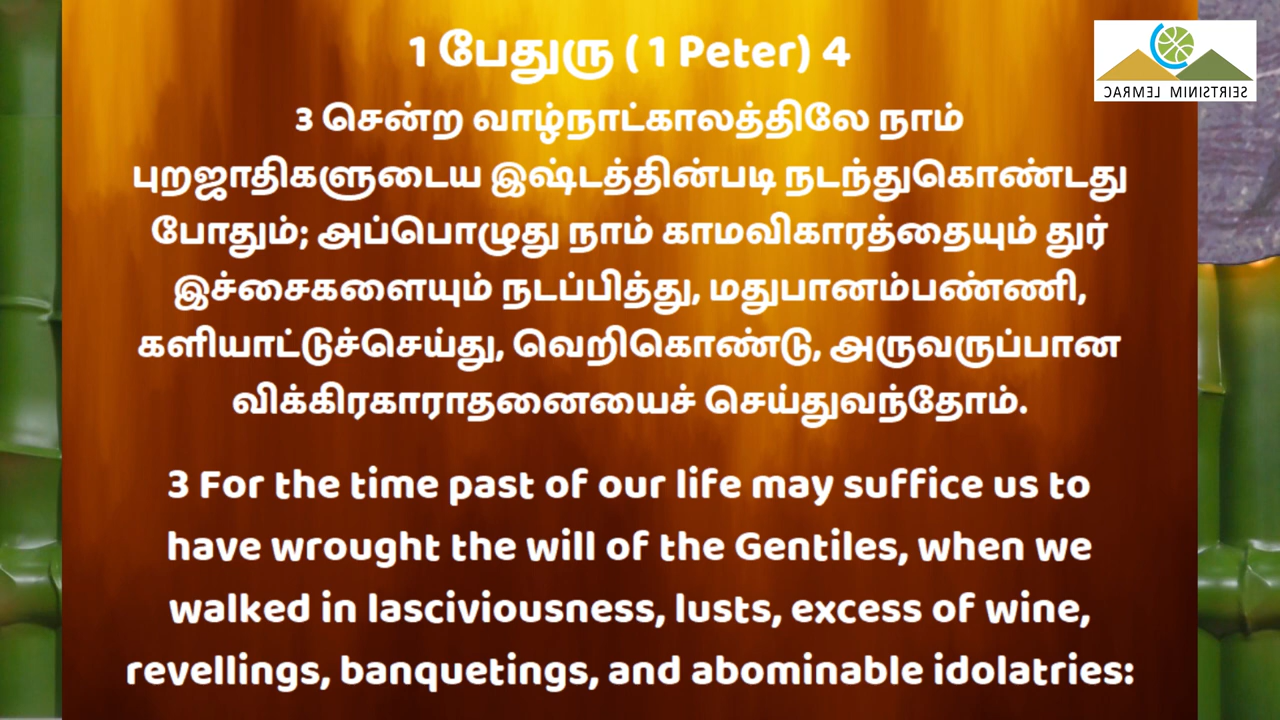 1 பேதுரு ( 1 Peter) 4
CARMEL MINISTRIES
3 சென்ற வாழ்நாட்காலத்திலே நாம்
புறஜாதிகளுடைய இஷ்டத்தின்படி நடந்துகொண்டது
போதும்; அப்பொழுது நாம் காமவிகாரத்தையும் துர்
இச்சைகளையும் நடப்பித்து, மதுபானம்பண்ணி,
களியாட்டுச்செய்து, வெறிகொண்டு, அருவருப்பான
விக்கிரகாராதனையைச் செய்துவந்தோம்.
3 For the time past of our life may suffice us to
have wrought the will of the Gentiles, when we
walked in lasciviousness, lusts, excess of wine,
revellings, banquetings, and abominable idolatries: